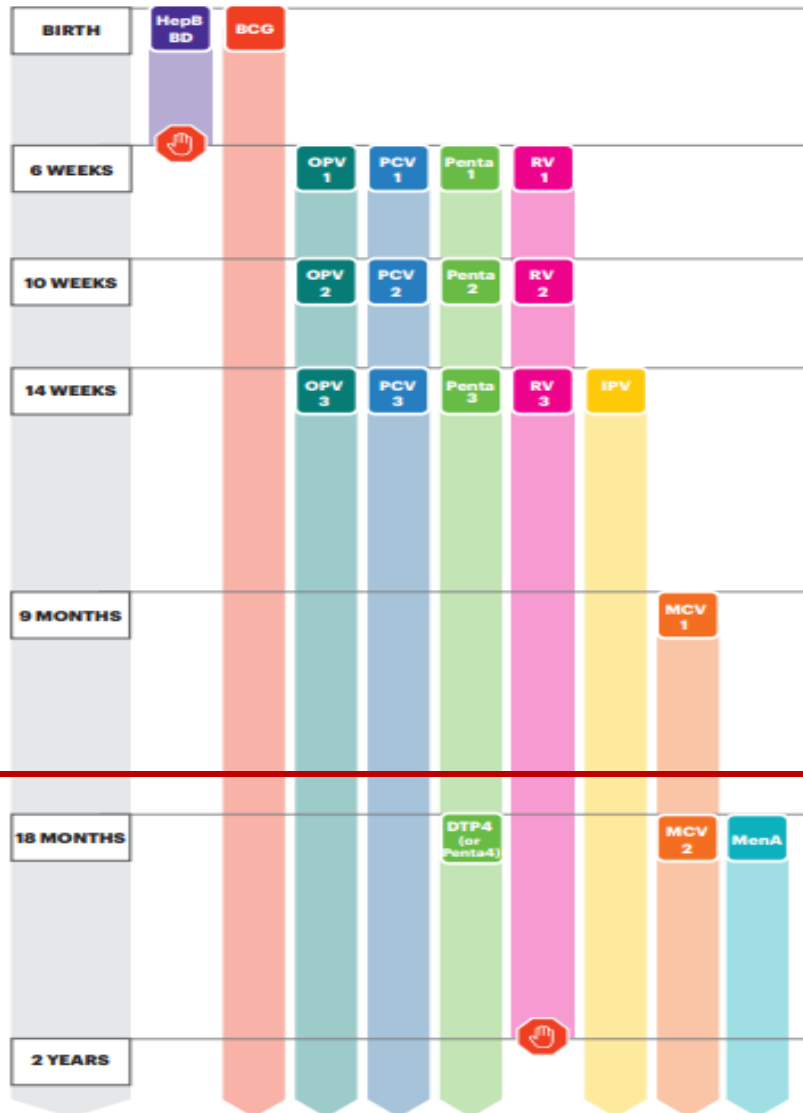 BIRTH
HepB
BD
BCG
6 WEEKS
OPV
1
PCV
1
Penta
1
RV
1
10 WEEKS
OPV
2
PCV
2
Penta
2
RV
2
14 WEEKS
OPV
3
PCV
3
Penta
3
RV
3
IPV
9 MONTHS
MCV
1
18 MONTHS
DTP4
(or
Penta4)
MCV
2
MenA
2 YEARS